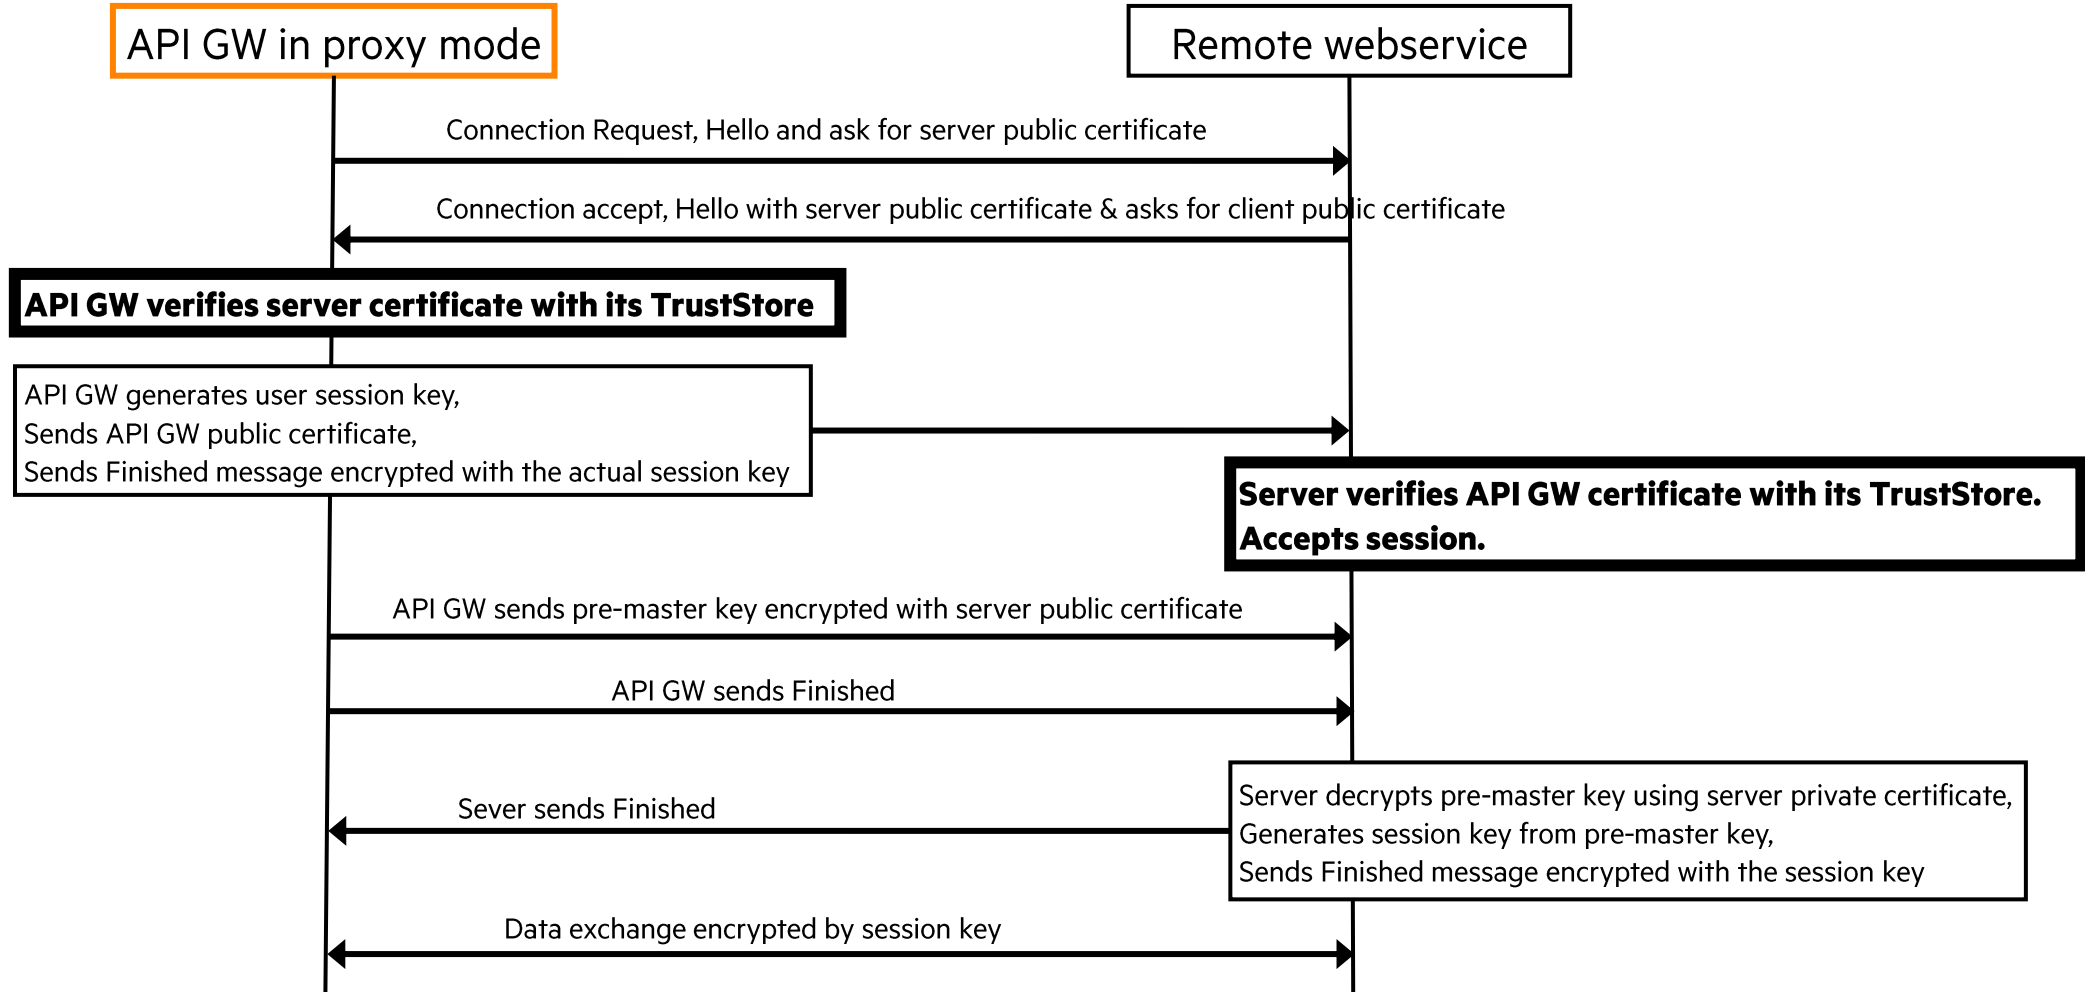 API GW in proxy mode
Remote webservice
Connection Request, Hello and ask for server public certificate
Connection accept, Hello with server public certificate & asks for client public certificate
API GW verifies server certificate with its TrustStore
API GW generates user session key,
Sends API GW public certificate,
Sends Finished message encrypted with the actual session key
Server verifies API GW certificate with its TrustStore.
Accepts session.
API GW sends pre-master key encrypted with server public certificate
API GW sends Finished
Server decrypts pre-master key using server private certificate,
Generates session key from pre-master key,
Sends Finished message encrypted with the session key
Sever sends Finished
Data exchange encrypted by session key